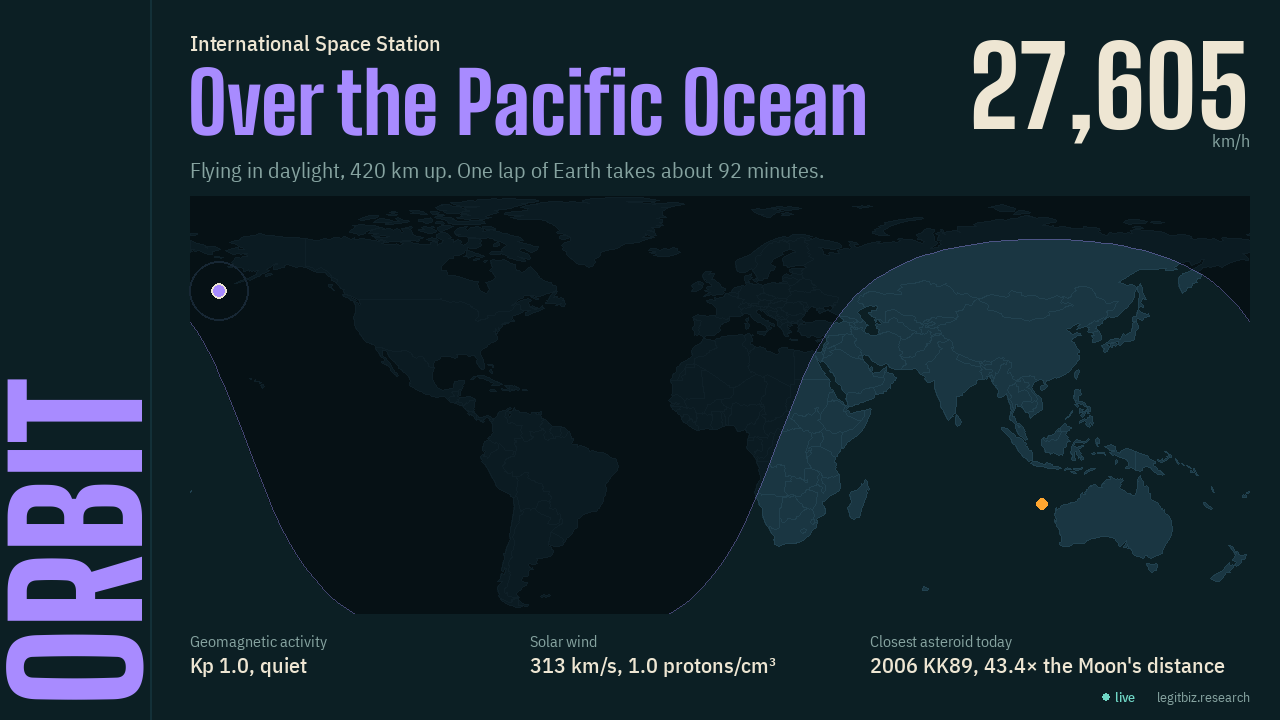 ORBIT
International Space Station
Over the Pacific Ocean
Flying in daylight, 420 km up. One lap of Earth takes about 92 minutes.
27,605
km/h
Geomagnetic activity
Kp 1.0, quiet
Solar wind
313 km/s, 1.0 protons/cm³
Closest asteroid today
2006 KK89, 43.4× the Moon's distance
live
legitbiz.research